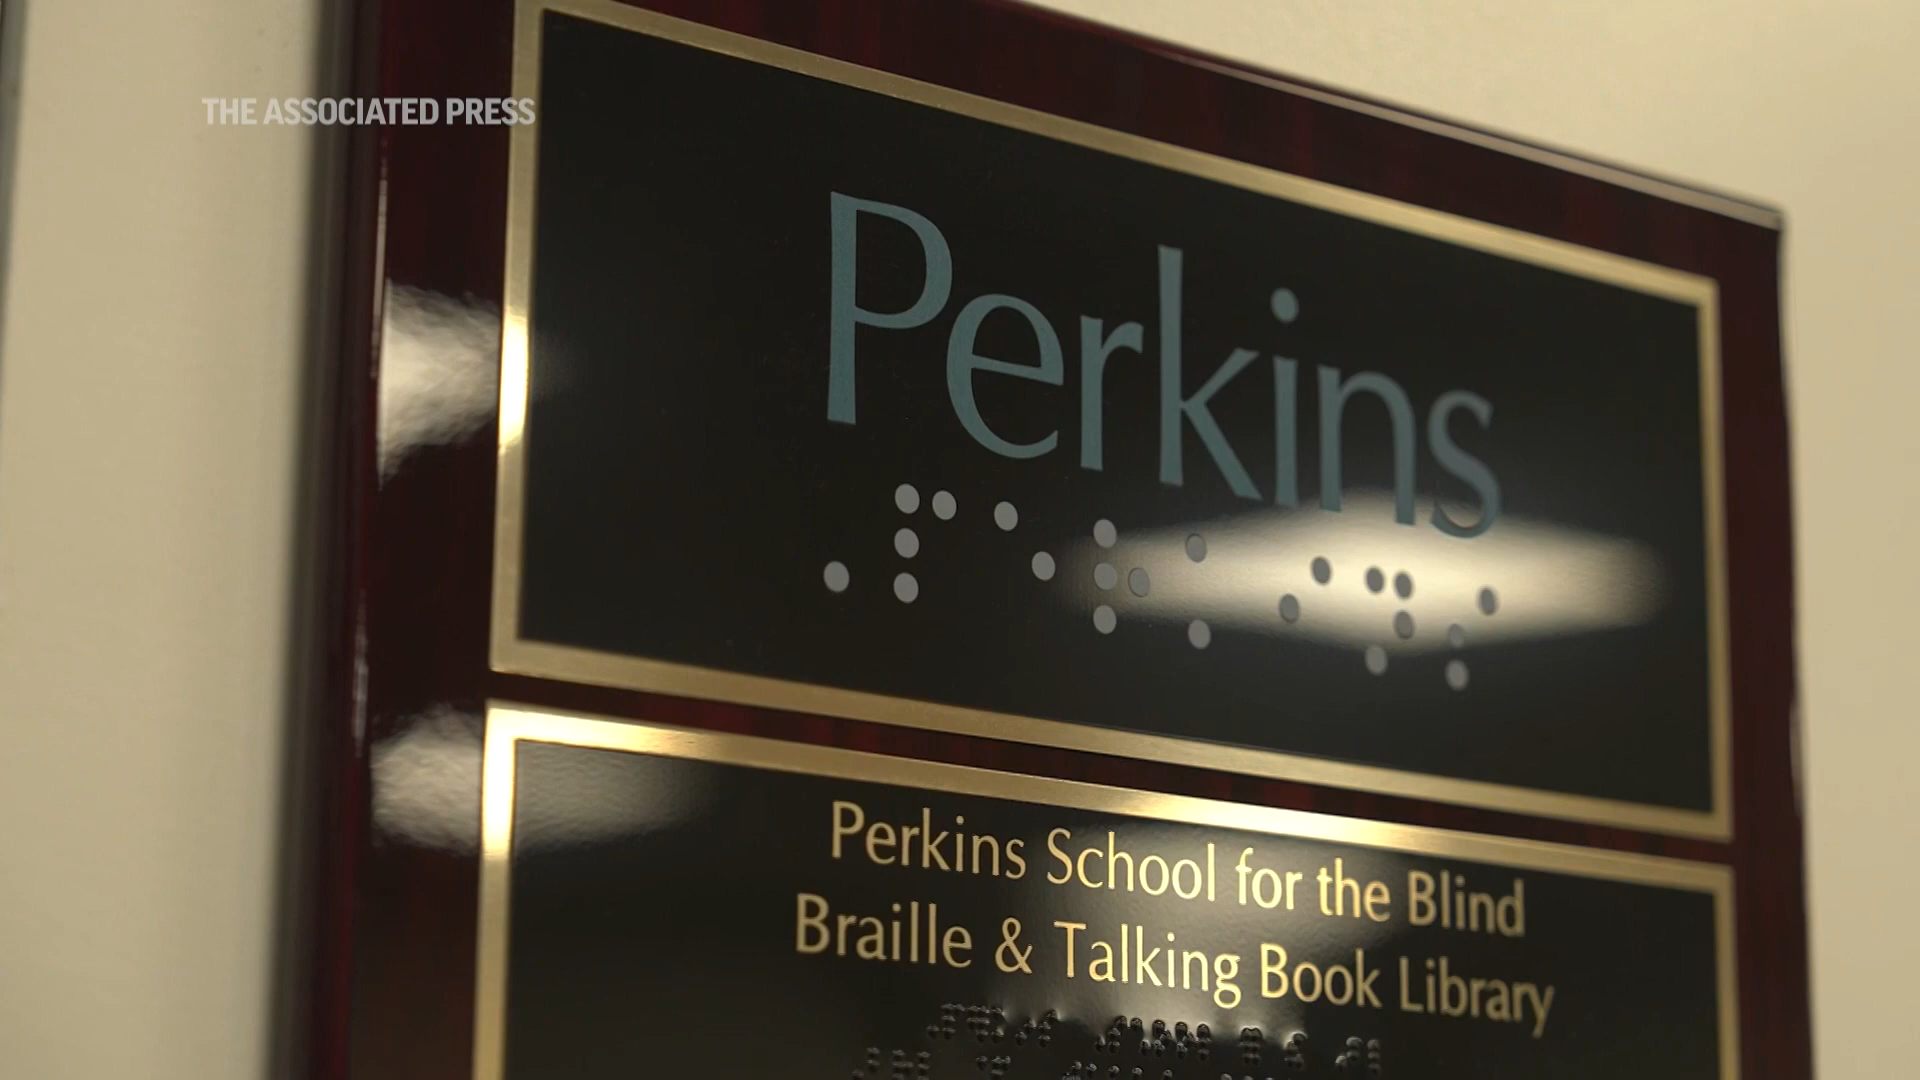 THE ASSOCIATED PRESS
Perkins
⠠⠏⠑⠗⠅⠊⠝⠎
Perkins School for the Blind
Braille & Talking Book Library